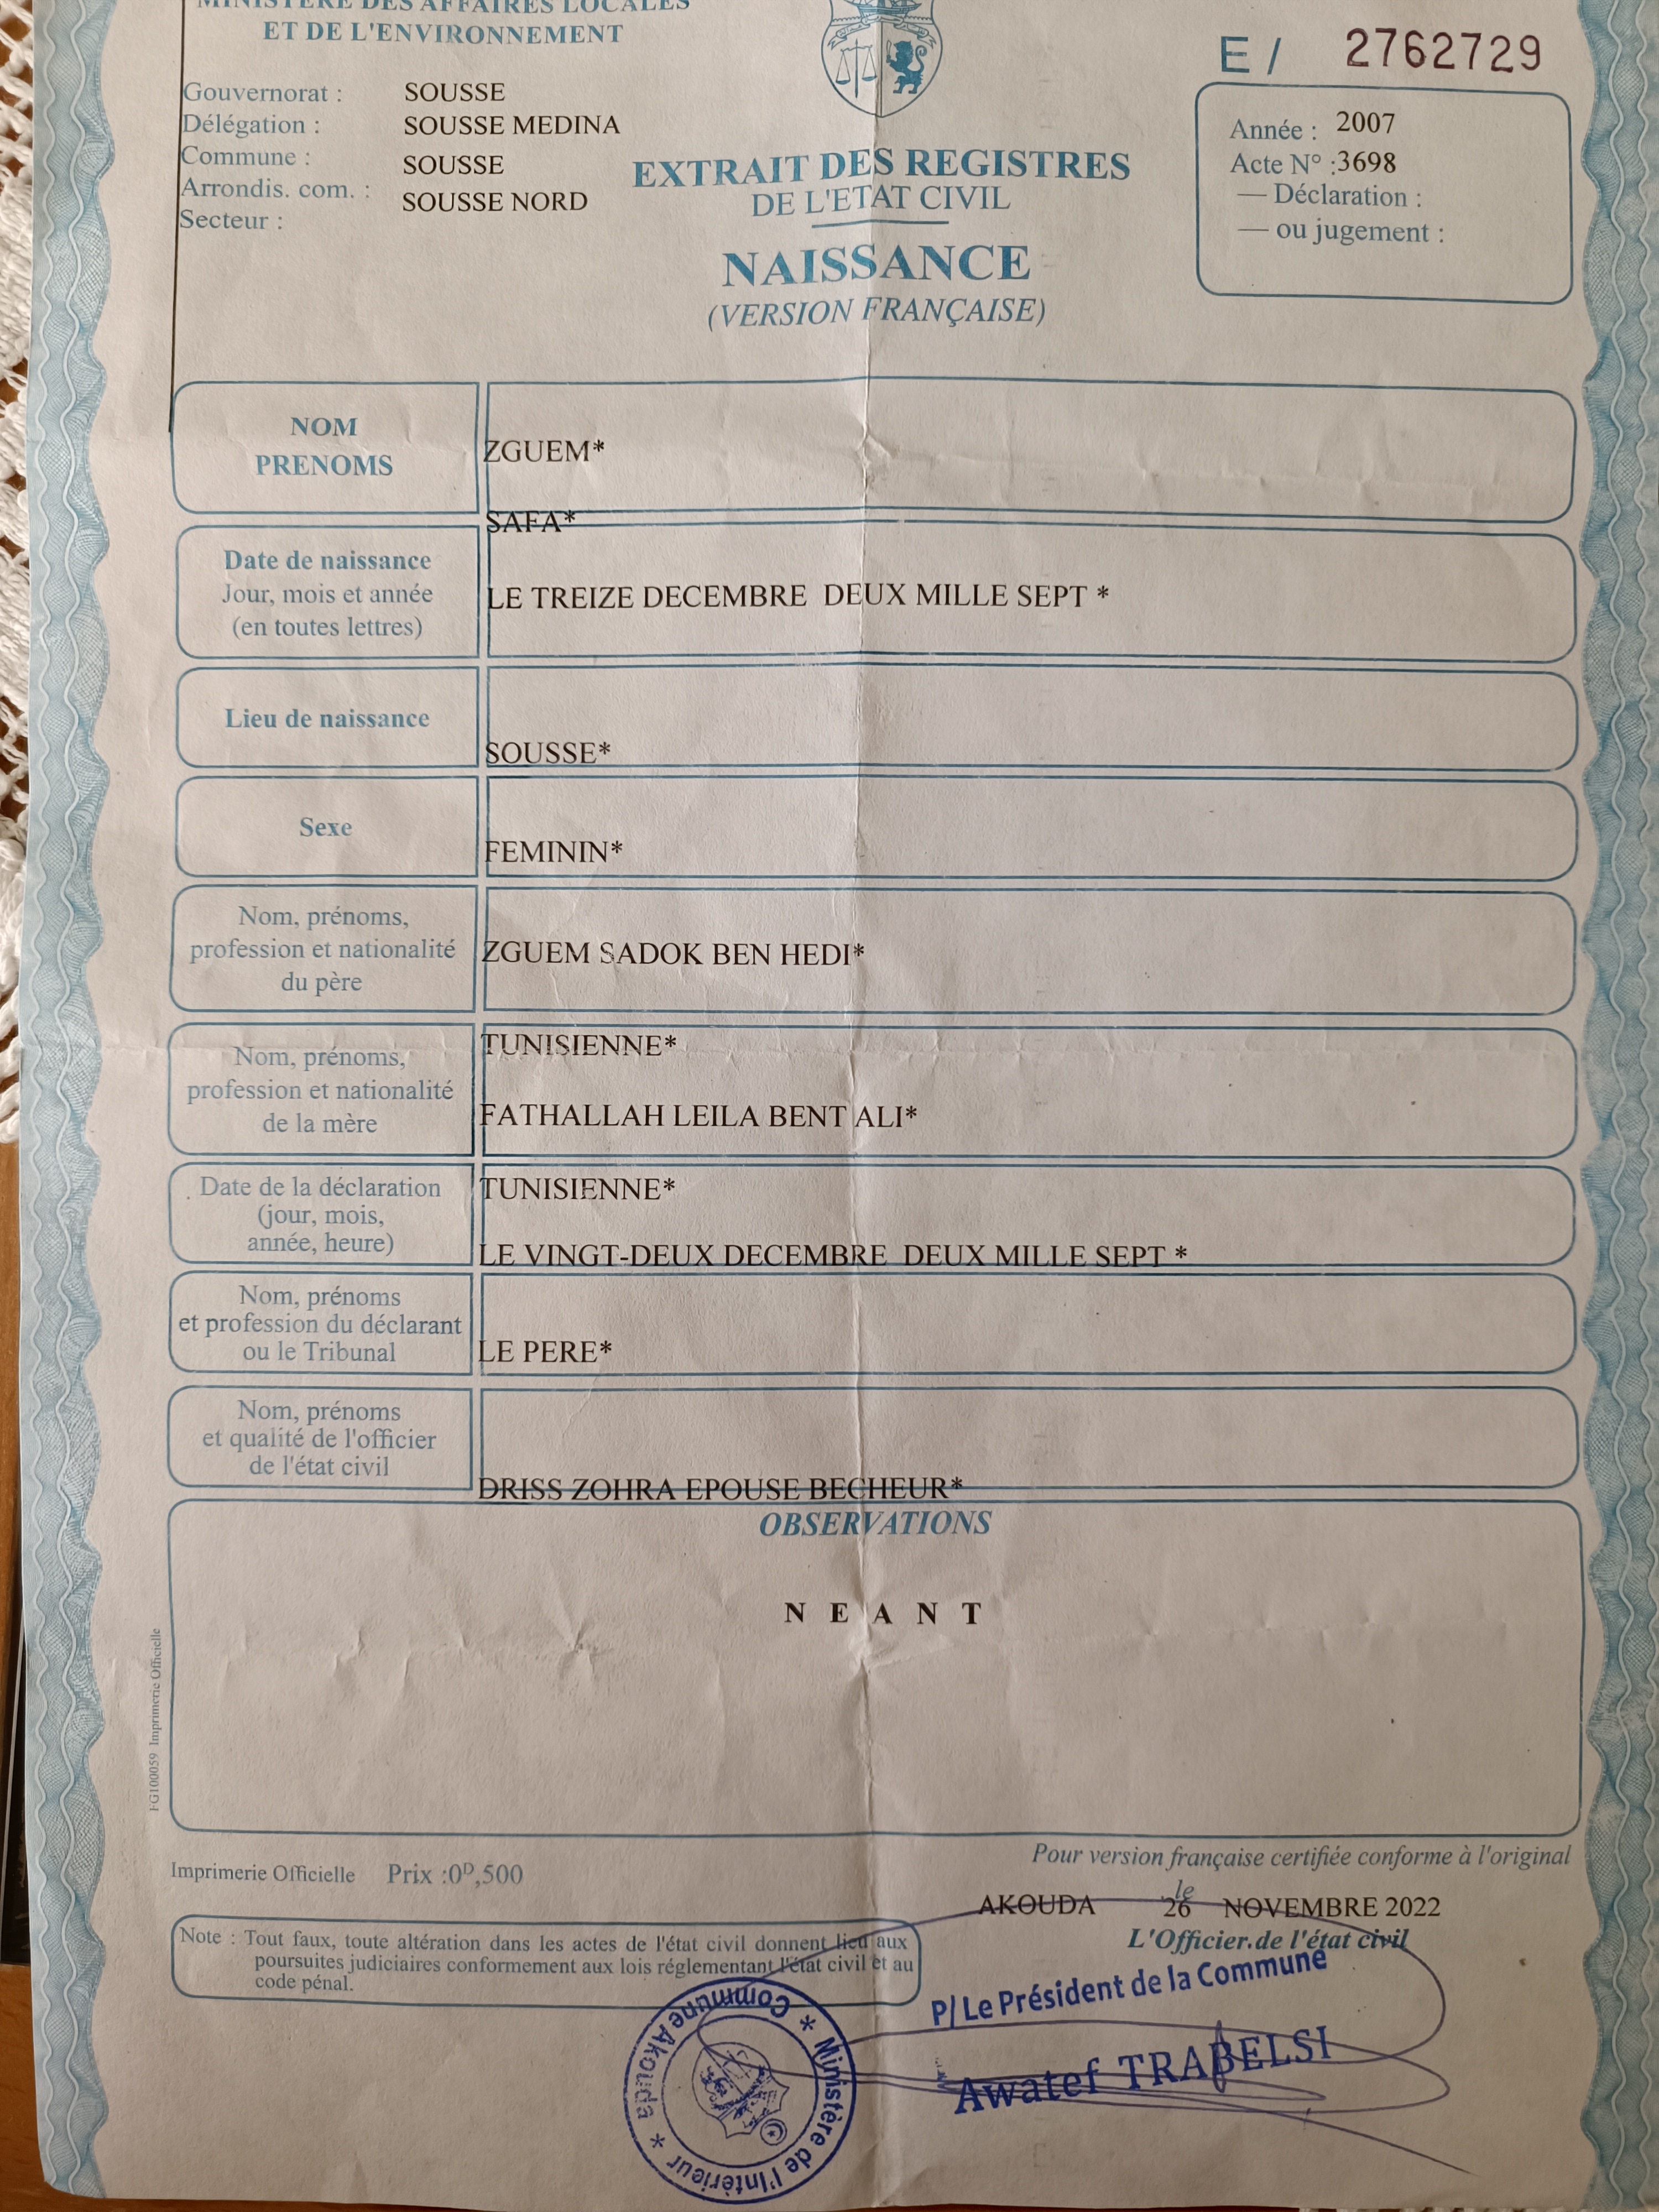 MINISTERE DES AFFAIRES LOCALES
ET DE L'ENVIRONNEMENT
E / 2762729
Gouvernorat : SOUSSE
Délégation : SOUSSE MEDINA
Commune : SOUSSE
Arrondis. com. : SOUSSE NORD
Secteur :
EXTRAIT DES REGISTRES
DE L'ETAT CIVIL
NAISSANCE
(VERSION FRANÇAISE)
Année : 2007
Acte N° :3698
— Déclaration :
— ou jugement :
NOM
PRENOMS
ZGUEM*
SAFA*
Date de naissance
Jour, mois et année
(en toutes lettres)
LE TREIZE DECEMBRE DEUX MILLE SEPT *
Lieu de naissance
SOUSSE*
Sexe
FEMININ*
Nom, prénoms,
profession et nationalité
du père
ZGUEM SADOK BEN HEDI*
TUNISIENNE*
Nom, prénoms,
profession et nationalité
de la mère
FATHALLAH LEILA BENT ALI*
TUNISIENNE*
Date de la déclaration
(jour, mois,
année, heure)
LE VINGT-DEUX DECEMBRE DEUX MILLE SEPT *
Nom, prénoms
et profession du déclarant
ou le Tribunal
LE PERE*
Nom, prénoms
et qualité de l'officier
de l'état civil
DRISS ZOHRA EPOUSE BECHEUR*
OBSERVATIONS
N E A N T
FG100059 Imprimerie Officielle
Imprimerie Officielle Prix :0ᴰ,500
Pour version française certifiée conforme à l'original
AKOUDA le 26 NOVEMBRE 2022
L'Officier.de l'état civil
Note : Tout faux, toute altération dans les actes de l'état civil donnent lieu aux
poursuites judiciaires conformement aux lois réglementant l'état civil et au
code pénal.
P/ Le Président de la Commune
Awatef TRABELSI
Ministère de l'Intérieur * Commune Akouda *